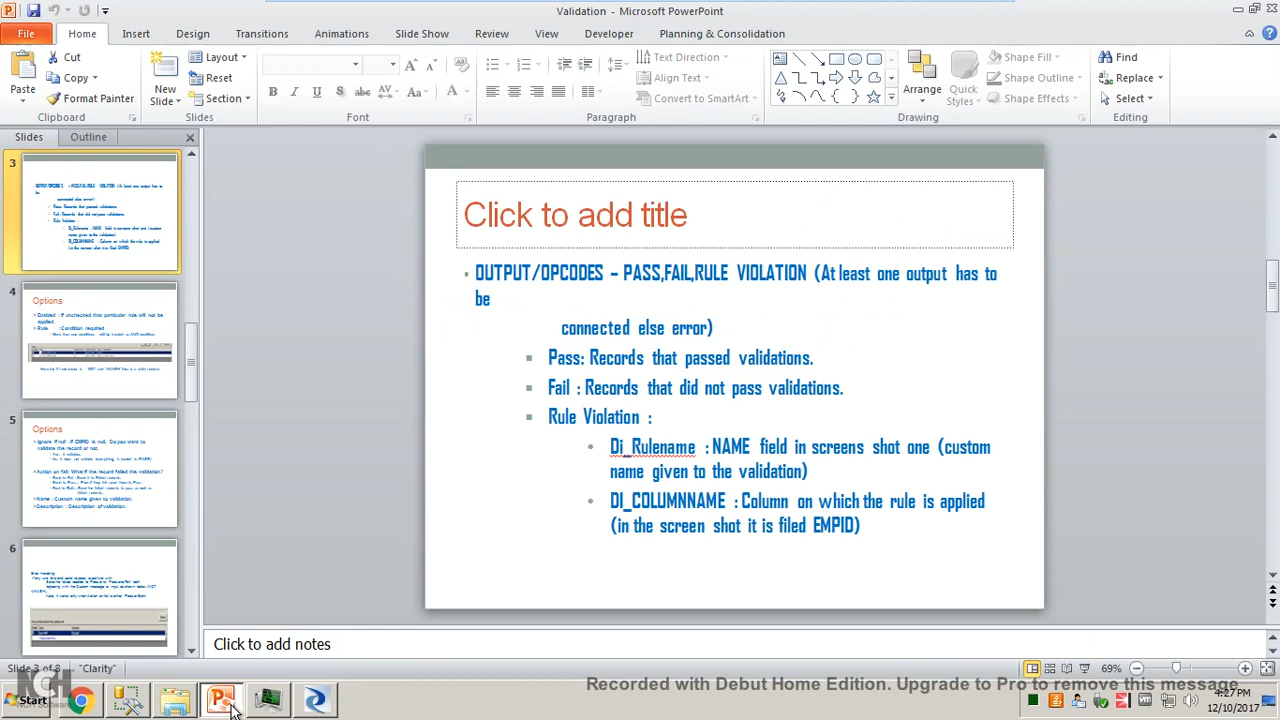 Validation - Microsoft PowerPoint
File Home Insert Design Transitions Animations Slide Show Review View Developer Planning & Consolidation
Cut Layout Text Direction Shape Fill Find
Copy Reset Align Text Shape Outline Replace
Paste New Arrange Quick
Format Painter Slide Section Convert to SmartArt Styles Shape Effects Select
Clipboard Slides Font Paragraph Drawing Editing
Slides Outline
3
4
Options
5
Options
6
Click to add title
• OUTPUT/OPCODES – PASS,FAIL,RULE VIOLATION (At least one output has to
be
connected else error)
▪ Pass: Records that passed validations.
▪ Fail : Records that did not pass validations.
▪ Rule Violation :
• Di_Rulename : NAME field in screens shot one (custom
name given to the validation)
• DI_COLUMNNAME : Column on which the rule is applied
(in the screen shot it is filed EMPID)
Click to add notes
Slide 3 of 8 "Clarity" 69%
Recorded with Debut Home Edition. Upgrade to Pro to remove this message
Start
NCH Software
4:27 PM
12/10/2017